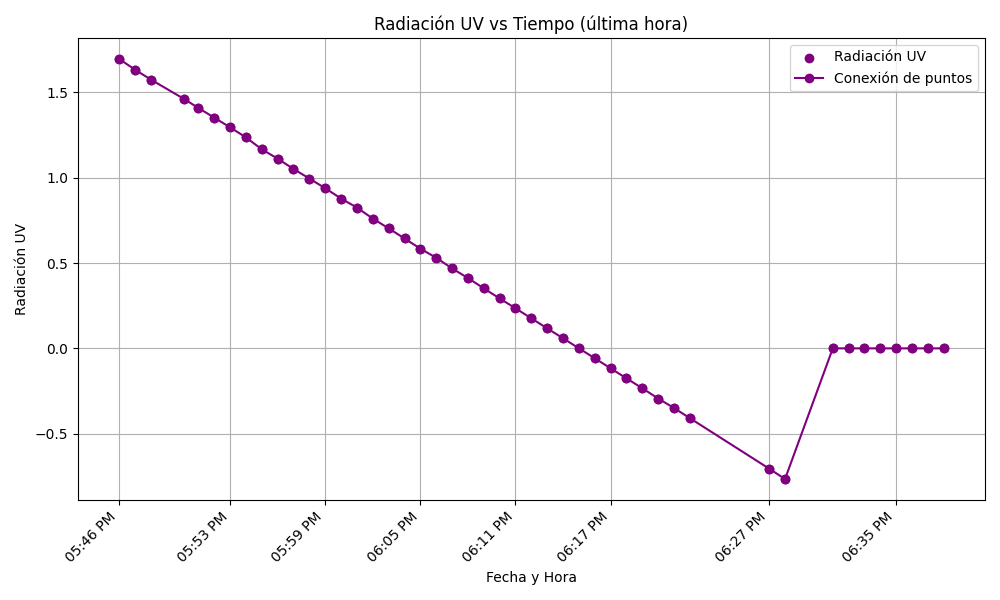 Radiación UV vs Tiempo (última hora)
Radiación UV
Conexión de puntos
Radiación UV
1.5
1.0
0.5
0.0
−0.5
05:46 PM
05:53 PM
05:59 PM
06:05 PM
06:11 PM
06:17 PM
06:27 PM
06:35 PM
Fecha y Hora